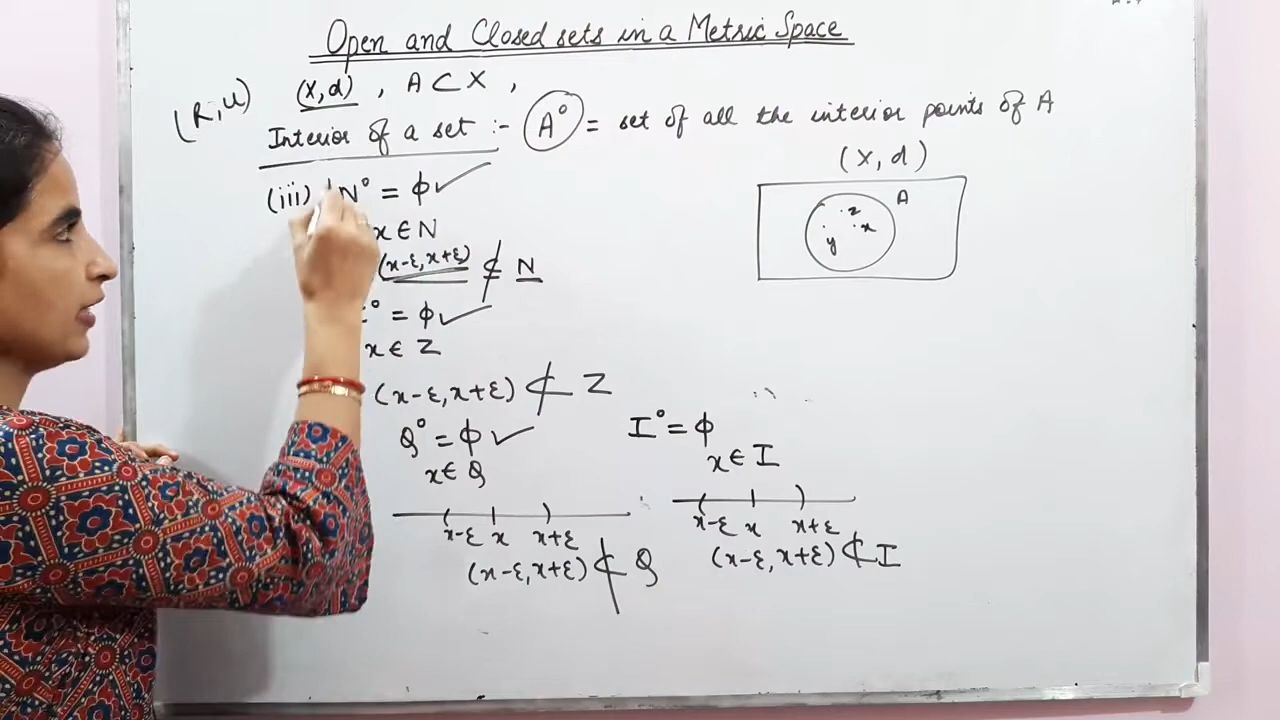 Open and Closed sets in a Metric Space
(R, U) (X, d) , A ⊂ X ,
Interior of a set :- A° = set of all the interior points of A
(X, d)
A
z
x
y
(iii) N° = ϕ ✓
x ∈ N
(x-ε, x+ε) ⊄ N
° = ϕ ✓
x ∈ Z
(x-ε, x+ε) ⊄ Z
Q° = ϕ ✓
x ∈ Q
x-ε x x+ε
(x-ε, x+ε) ⊄ Q
I° = ϕ
x ∈ I
x-ε x x+ε
(x-ε, x+ε) ⊄ I